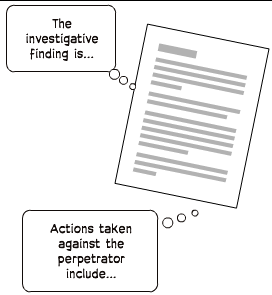 The
investigative
finding is...
Actions taken
against the
perpetrator
include...